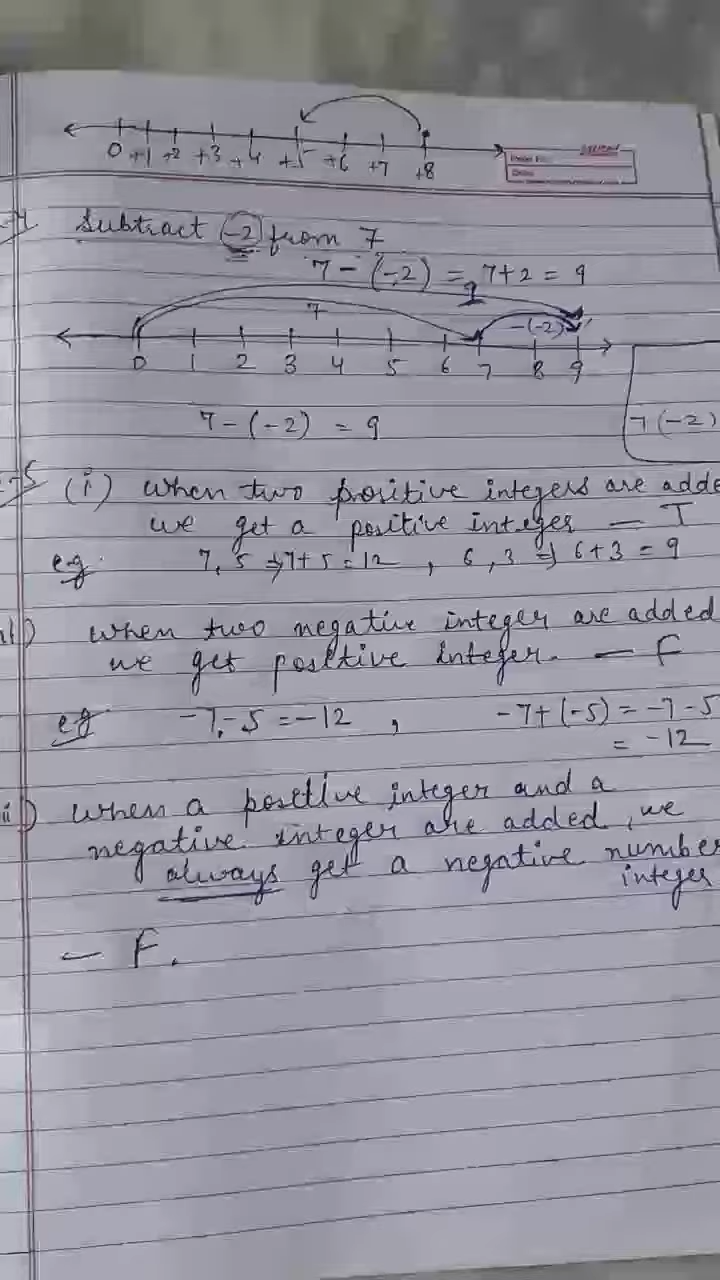 0 +1 +2 +3 +4 +5 +6 +7 +8
Subtract (-2) from 7
7 - (-2) = 7+2 = 9
9
7
-(-2)
0 1 2 3 4 5 6 7 8 9
7 - (-2) = 9
7 (-2)
(i) when two positive integers are adde
we get a positive integer — T
eg. 7, 5 ⇒ 7+5 = 12 , 6, 3 ⇒ 6+3 = 9
when two negative integer are added
we get positive integer. — F
eg -7, -5 = -12 , -7+(-5) = -7-5
= -12
when a positive integer and a
negative integer are added, we
always get a negative number
integer
— F.